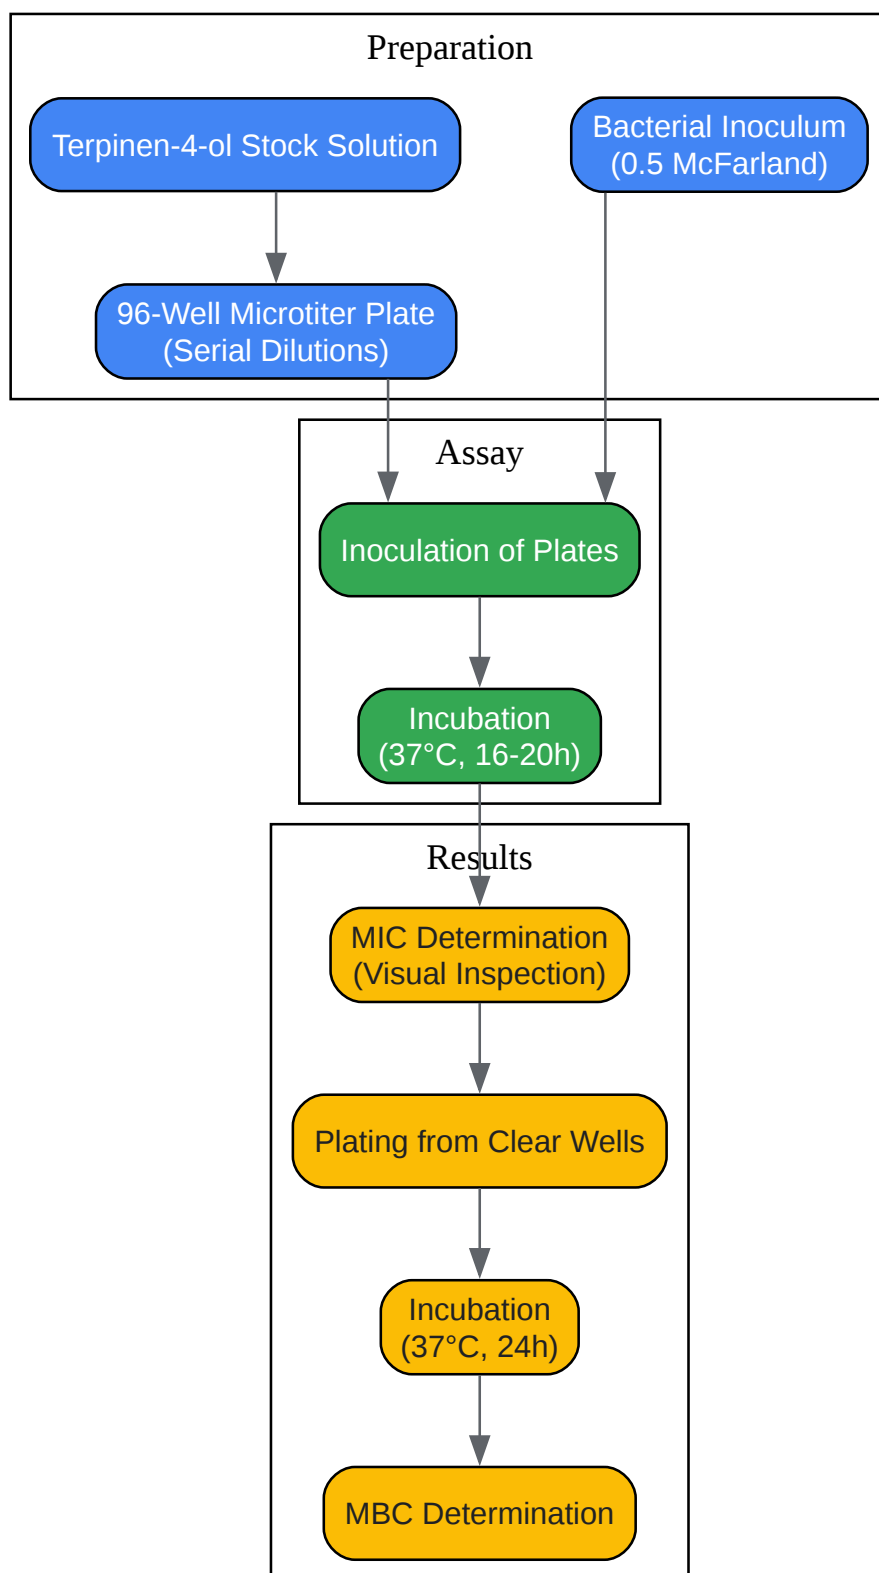 Preparation
Terpinen-4-ol Stock Solution
Bacterial Inoculum
(0.5 McFarland)
96-Well Microtiter Plate
(Serial Dilutions)
Assay
Inoculation of Plates
Incubation
(37°C, 16-20h)
Results
MIC Determination
(Visual Inspection)
Plating from Clear Wells
Incubation
(37°C, 24h)
MBC Determination